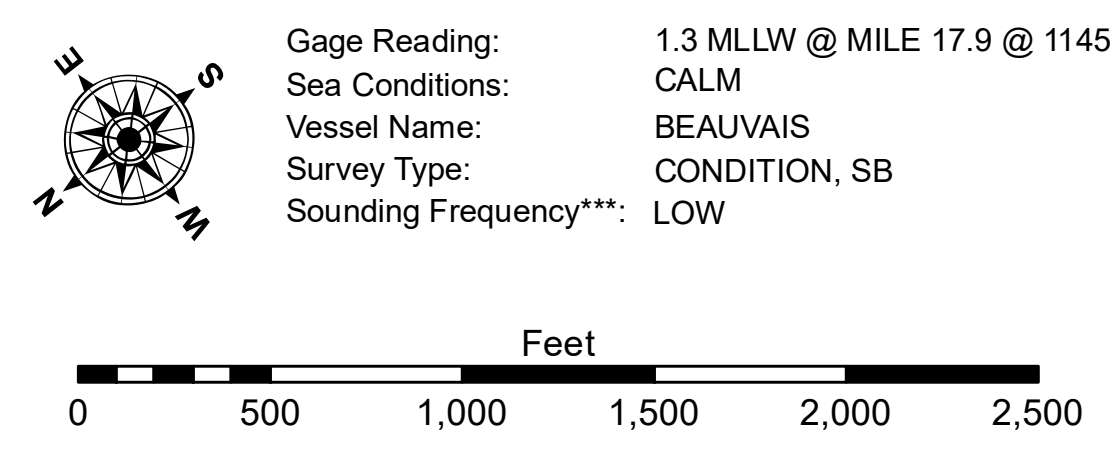 E
S
N
W
Gage Reading: 1.3 MLLW @ MILE 17.9 @ 1145
Sea Conditions: CALM
Vessel Name: BEAUVAIS
Survey Type: CONDITION, SB
Sounding Frequency***: LOW
Feet
0 500 1,000 1,500 2,000 2,500